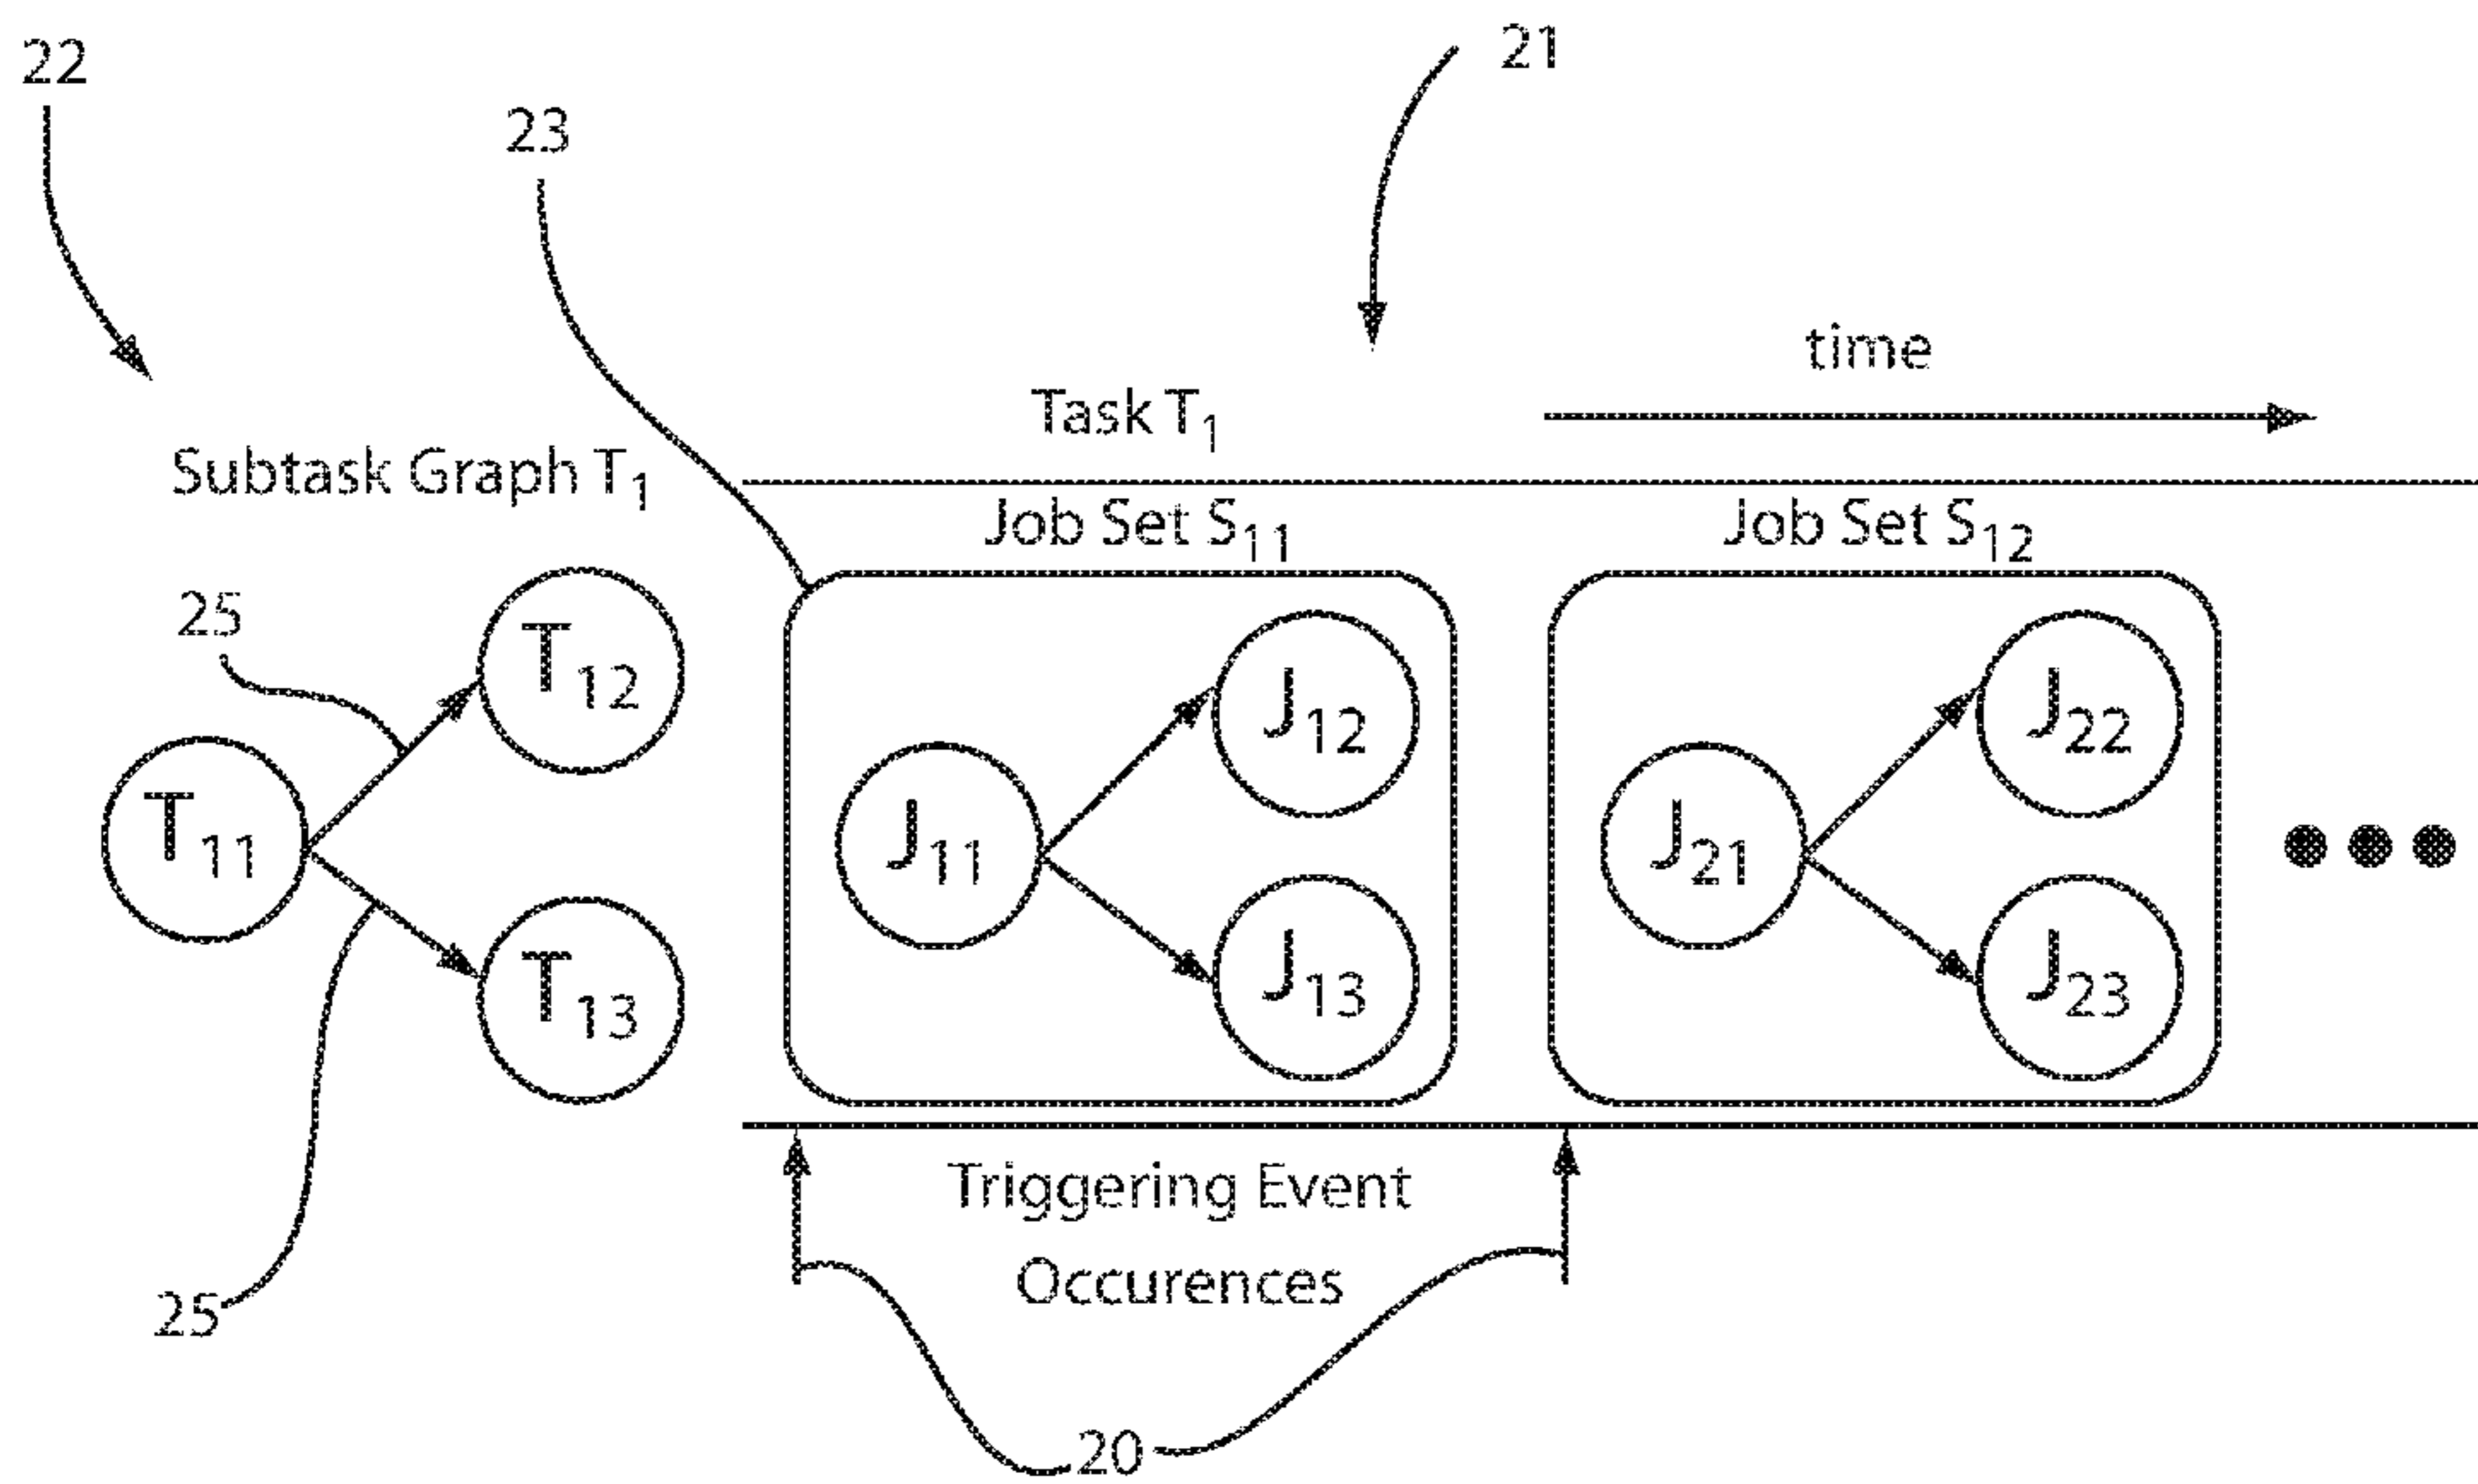 22
21
23
time
Task T₁
Subtask Graph T₁
Job Set S₁₁
Job Set S₁₂
25
T₁₂
J₁₂
J₂₂
T₁₁
J₁₁
J₂₁
T₁₃
J₁₃
J₂₃
Triggering Event
Occurences
25
20